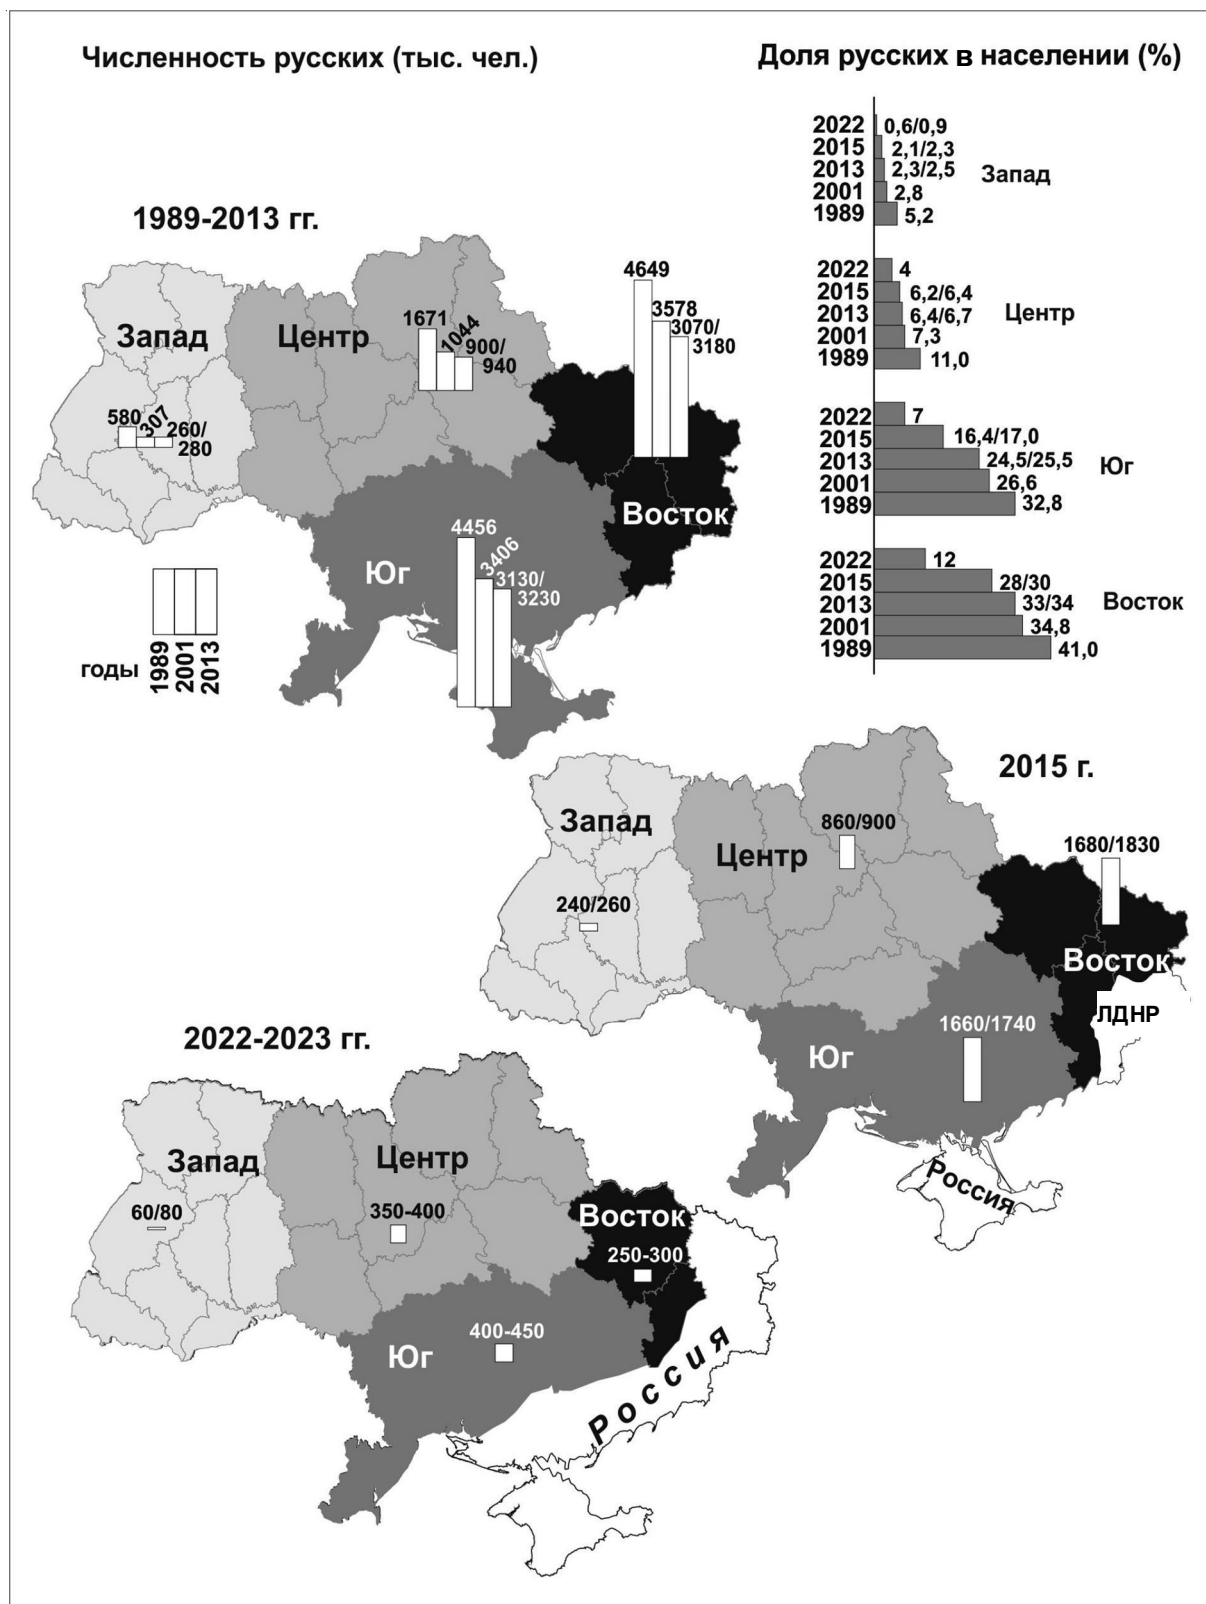 Численность русских (тыс. чел.)
Доля русских в населении (%)
2022
0,6/0,9
2015
2,1/2,3
2013
2,3/2,5
2001
2,8
1989
5,2
Запад
2022
4
2015
6,2/6,4
2013
6,4/6,7
2001
7,3
1989
11,0
Центр
2022
7
2015
16,4/17,0
2013
24,5/25,5
2001
26,6
1989
32,8
Юг
2022
12
2015
28/30
2013
33/34
2001
34,8
1989
41,0
Восток
1989-2013 гг.
Запад
580
307
260/
280
Центр
1671
1044
900/
940
4649
3578
3070/
3180
Восток
Юг
4456
3406
3130/
3230
годы
1989
2001
2013
2015 г.
Запад
240/260
Центр
860/900
1680/1830
Восток
ЛДНР
Юг
1660/1740
Россия
2022-2023 гг.
Запад
60/80
Центр
350-400
Восток
250-300
Юг
400-450
Россия